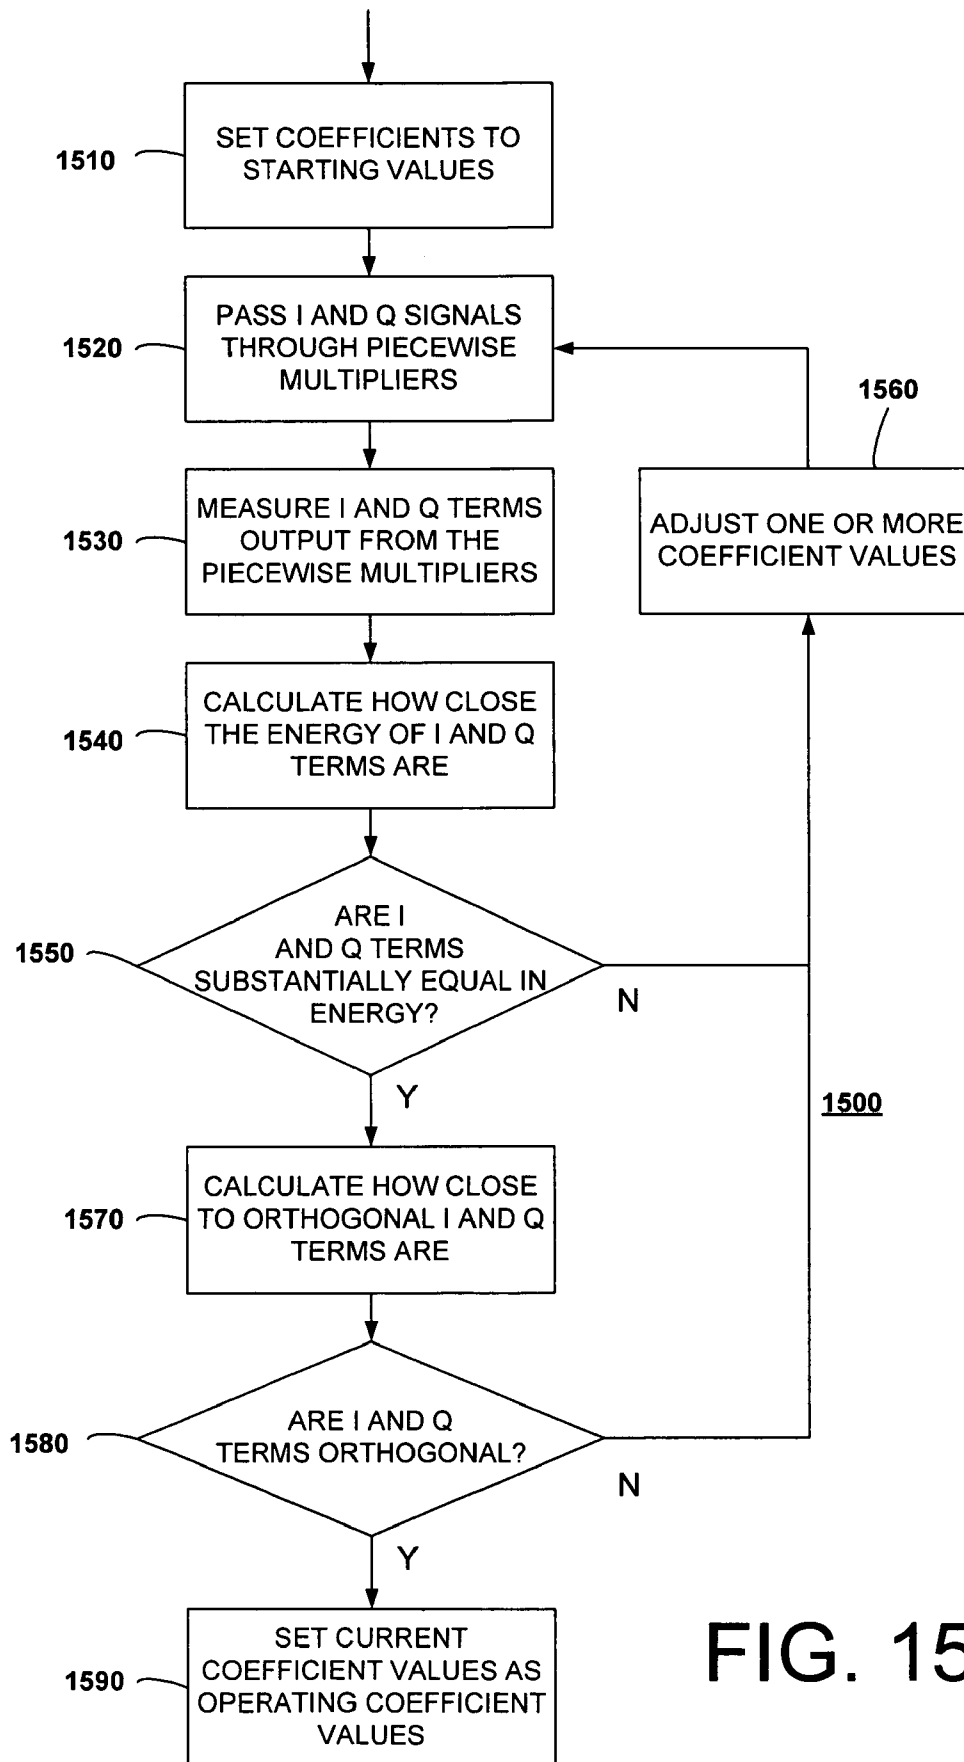 1510
SET COEFFICIENTS TO
STARTING VALUES
1520
PASS I AND Q SIGNALS
THROUGH PIECEWISE
MULTIPLIERS
1560
ADJUST ONE OR MORE
COEFFICIENT VALUES
1530
MEASURE I AND Q TERMS
OUTPUT FROM THE
PIECEWISE MULTIPLIERS
1540
CALCULATE HOW CLOSE
THE ENERGY OF I AND Q
TERMS ARE
1550
ARE I
AND Q TERMS
SUBSTANTIALLY EQUAL IN
ENERGY?
N
Y
1500
1570
CALCULATE HOW CLOSE
TO ORTHOGONAL I AND Q
TERMS ARE
1580
ARE I AND Q
TERMS ORTHOGONAL?
N
Y
1590
SET CURRENT
COEFFICIENT VALUES AS
OPERATING COEFFICIENT
VALUES
FIG. 15